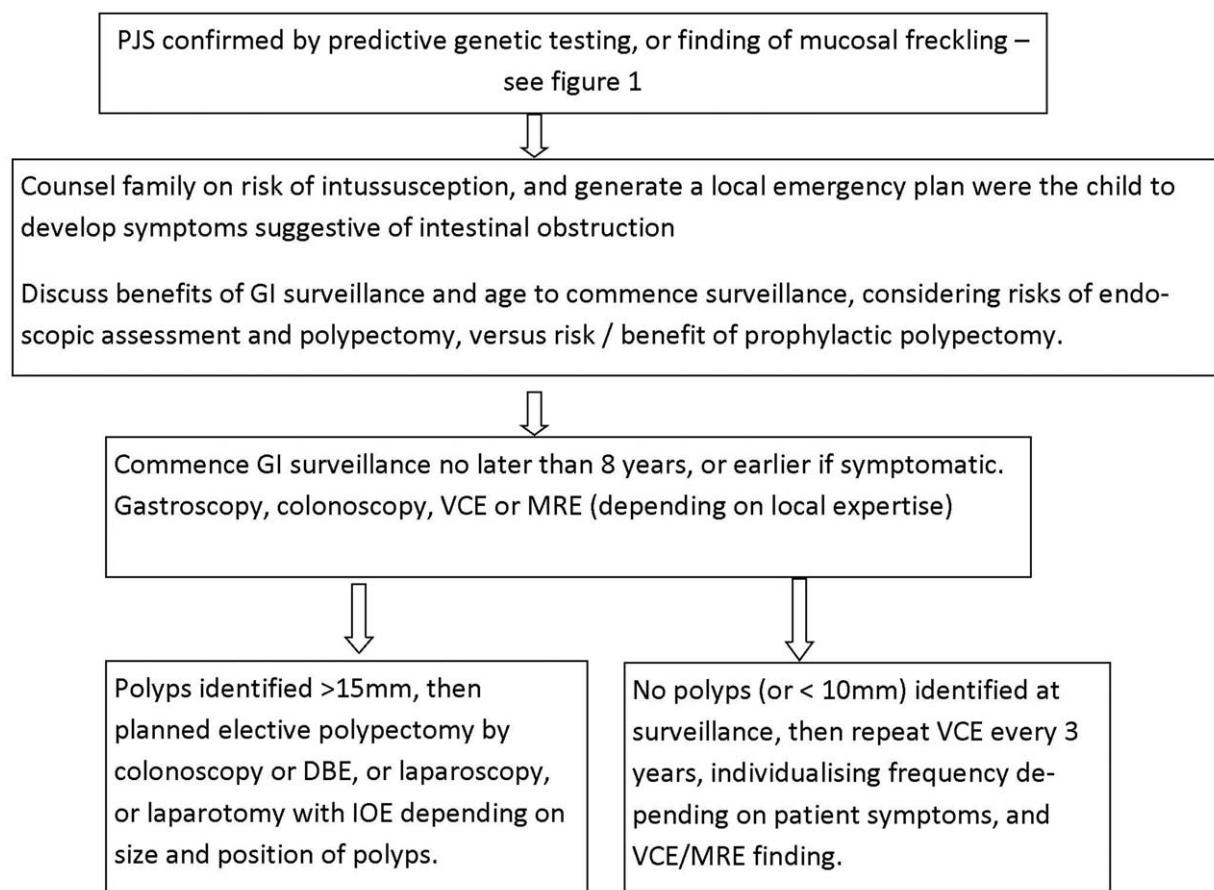 PJS confirmed by predictive genetic testing, or finding of mucosal freckling –
see figure 1
Counsel family on risk of intussusception, and generate a local emergency plan were the child to
develop symptoms suggestive of intestinal obstruction
Discuss benefits of GI surveillance and age to commence surveillance, considering risks of endo-
scopic assessment and polypectomy, versus risk / benefit of prophylactic polypectomy.
Commence GI surveillance no later than 8 years, or earlier if symptomatic.
Gastroscopy, colonoscopy, VCE or MRE (depending on local expertise)
Polyps identified >15mm, then
planned elective polypectomy by
colonoscopy or DBE, or laparoscopy,
or laparotomy with IOE depending on
size and position of polyps.
No polyps (or < 10mm) identified at
surveillance, then repeat VCE every 3
years, individualising frequency de-
pending on patient symptoms, and
VCE/MRE finding.